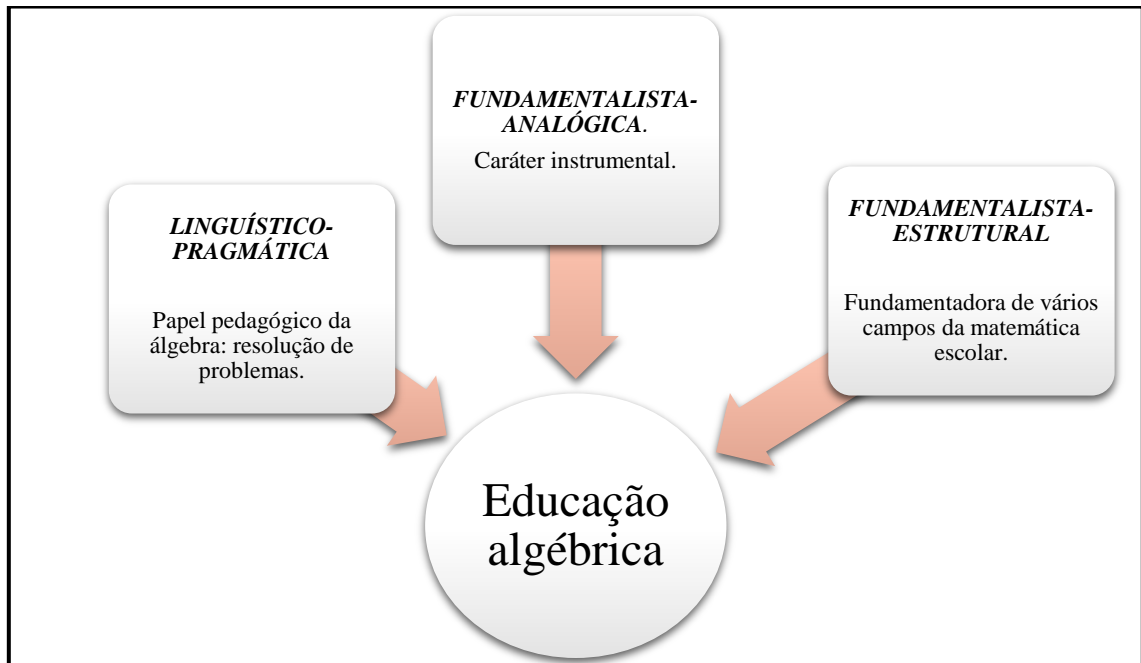 FUNDAMENTALISTA-
ANALÓGICA.
Caráter instrumental.
LINGUÍSTICO-
PRAGMÁTICA
Papel pedagógico da
álgebra: resolução de
problemas.
FUNDAMENTALISTA-
ESTRUTURAL
Fundamentadora de vários
campos da matemática
escolar.
Educação
algébrica